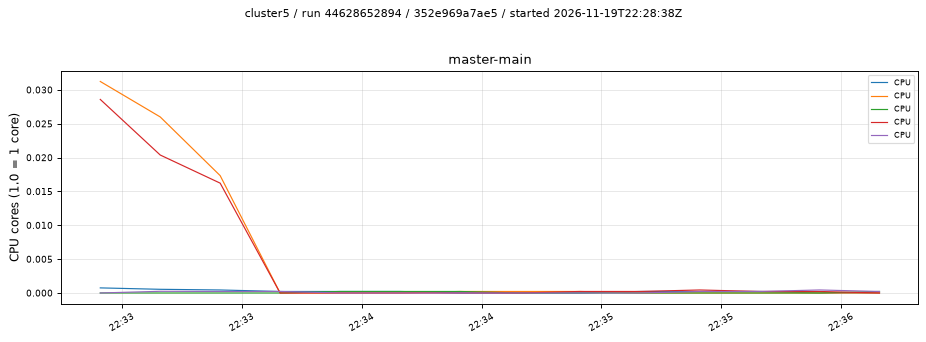 cluster5 / run 44628652894 / 352e969a7ae5 / started 2026-11-19T22:28:38Z
master-main
CPU cores (1.0 = 1 core)
0.030
0.025
0.020
0.015
0.010
0.005
0.000
CPU
CPU
CPU
CPU
CPU
22:33
22:33
22:34
22:34
22:35
22:35
22:36